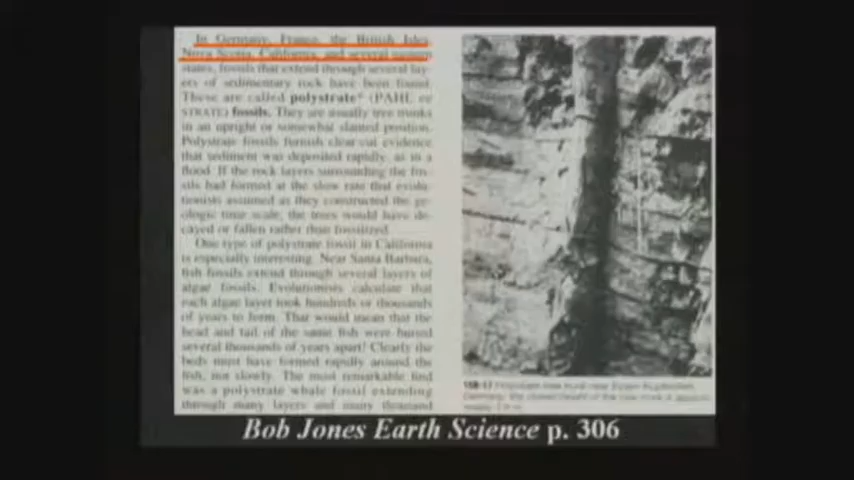 In Germany, France, the British Isles,
Nova Scotia, California, and several eastern
states, fossils that extend through several lay-
ers of sedimentary rock have been found.
These are called polystrate* (PAHL ee
STRATE) fossils. They are usually tree trunks
in an upright or somewhat slanted position.
Polystrate fossils furnish clear-cut evidence
that sediment was deposited rapidly, as in a
flood. If the rock layers surrounding the fos-
sils had formed at the slow rate that evolu-
tionists assumed as they constructed the ge-
ologic time scale, the trees would have de-
cayed or fallen rather than fossilized.
One type of polystrate fossil in California
is especially interesting. Near Santa Barbara,
fish fossils extend through several layers of
algae fossils. Evolutionists calculate that
each algae layer took hundreds or thousands
of years to form. That would mean that the
head and tail of the same fish were buried
several thousands of years apart! Clearly the
beds must have formed rapidly around the
fish, not slowly. The most remarkable find
was a polystrate whale fossil extending
through many layers and many thousand
tree trunk near
Germany; the
Bob Jones Earth Science p. 306